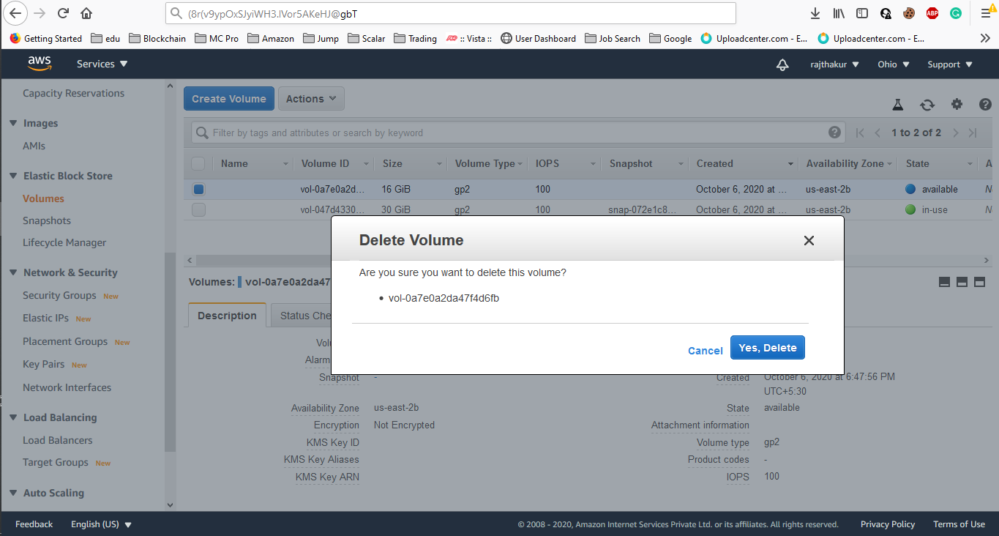 Getting Started edu Blockchain MC Pro Amazon Jump Scalar Trading :: Vista :: User Dashboard Job Search Google Uploadcenter.com - E... Uploadcenter.com - E...
aws Services rajthakur Ohio Support
Capacity Reservations
Images
AMIs
Elastic Block Store
Volumes
Snapshots
Lifecycle Manager
Network & Security
Security Groups New
Elastic IPs New
Placement Groups New
Key Pairs New
Network Interfaces
Load Balancing
Load Balancers
Target Groups New
Auto Scaling
Create Volume Actions
Filter by tags and attributes or search by keyword 1 to 2 of 2
Name Volume ID Size Volume Type IOPS Snapshot Created Availability Zone State
vol-0a7e0a2d... 16 GiB gp2 100 October 6, 2020 at ... us-east-2b available
vol-047d4330... 30 GiB gp2 100 snap-072e1c8... October 6, 2020 at ... us-east-2b in-use
Delete Volume
Are you sure you want to delete this volume?
• vol-0a7e0a2da47f4d6fb
Cancel Yes, Delete
Volumes: vol-0a7e0a2da47
Description Status Che
Snapshot - Created October 6, 2020 at 6:47:56 PM
UTC+5:30
Availability Zone us-east-2b State available
Encryption Not Encrypted Attachment information
KMS Key ID Volume type gp2
KMS Key Aliases Product codes -
KMS Key ARN IOPS 100
Feedback English (US) © 2008 - 2020, Amazon Internet Services Private Ltd. or its affiliates. All rights reserved. Privacy Policy Terms of Use